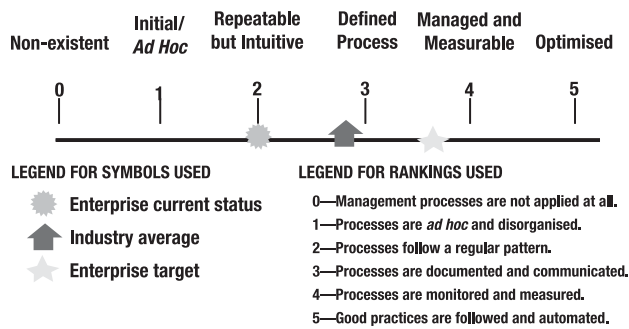 Non-existent
Initial/
Ad Hoc
Repeatable
but Intuitive
Defined
Process
Managed and
Measurable
Optimised
0 1 2 3 4 5
LEGEND FOR SYMBOLS USED
Enterprise current status
Industry average
Enterprise target
LEGEND FOR RANKINGS USED
0—Management processes are not applied at all.
1—Processes are ad hoc and disorganised.
2—Processes follow a regular pattern.
3—Processes are documented and communicated.
4—Processes are monitored and measured.
5—Good practices are followed and automated.